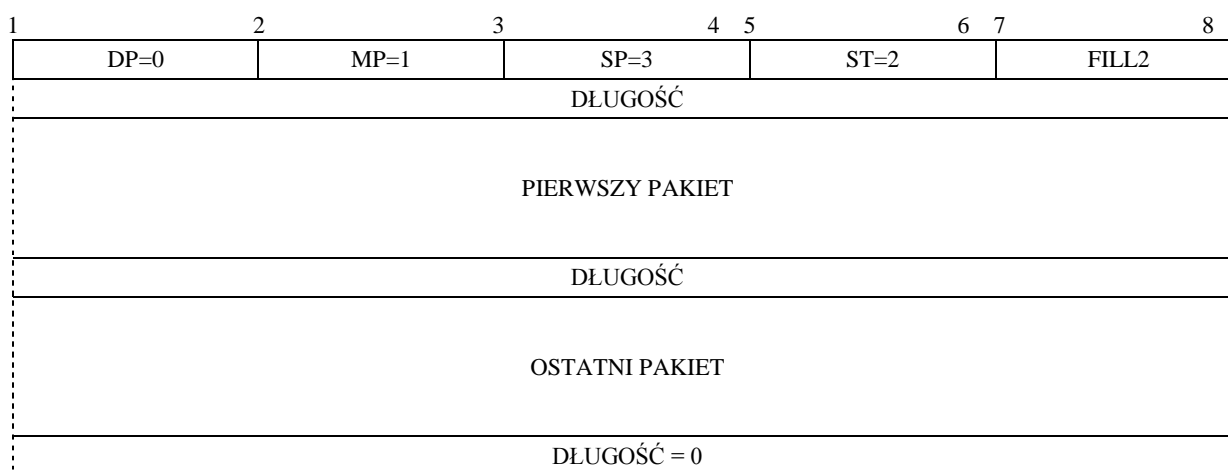 1 2 3 4 5 6 7 8
DP=0 MP=1 SP=3 ST=2 FILL2
DŁUGOŚĆ
PIERWSZY PAKIET
DŁUGOŚĆ
OSTATNI PAKIET
DŁUGOŚĆ = 0